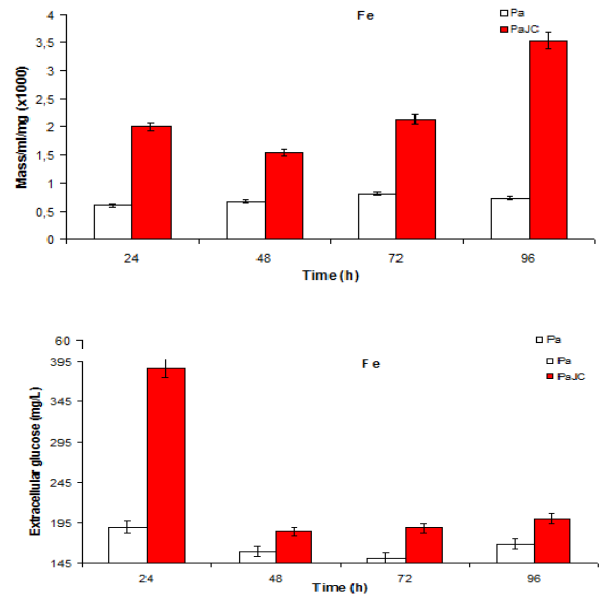 Fe
Pa
PaJC
Mass/ml/mg (x1000)
4
3,5
3
2,5
2
1,5
1
0,5
0
24 48 72 96
Time (h)
60
Pa
Fe
Pa
PaJC
Extracellular glucose (mg/L)
395
345
295
245
195
145
24 48 72 96
Time (h)